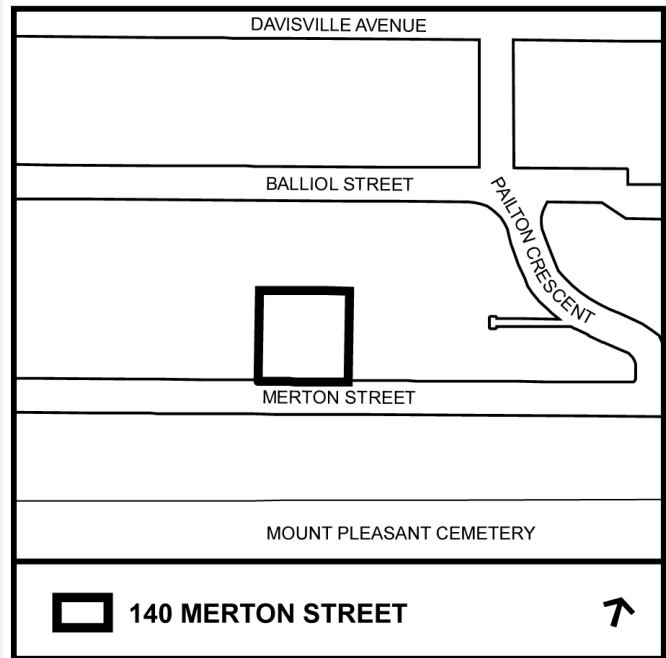 DAVISVILLE AVENUE
BALLIOL STREET
PAILTON CRESCENT
MERTON STREET
MOUNT PLEASANT CEMETERY
140 MERTON STREET